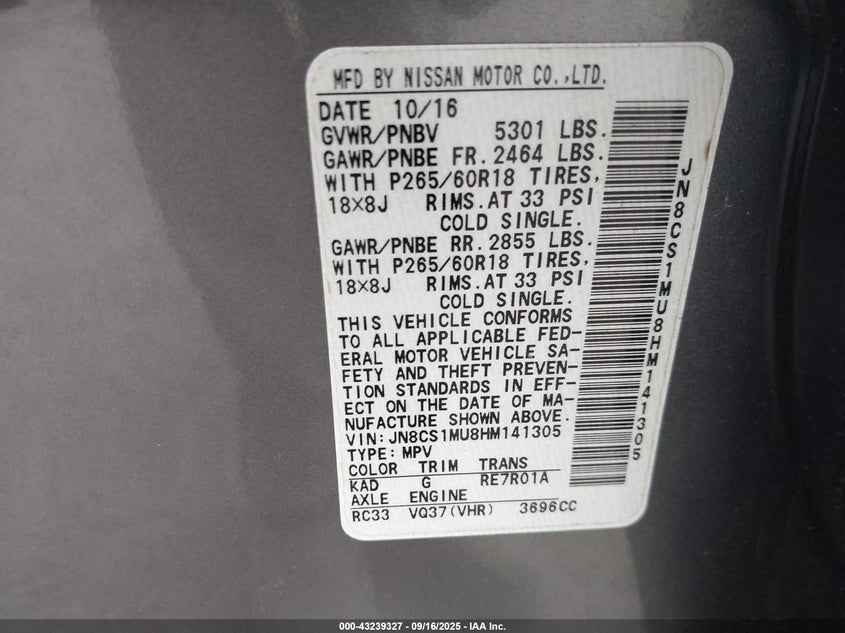 MFD BY NISSAN MOTOR CO.,LTD.
DATE 10/16
GVWR/PNBV 5301 LBS.
GAWR/PNBE FR. 2464 LBS.
WITH P265/60R18 TIRES,
18×8J RIMS. AT 33 PSI
COLD SINGLE.
GAWR/PNBE RR. 2855 LBS.
WITH P265/60R18 TIRES,
18×8J RIMS. AT 33 PSI
COLD SINGLE.
THIS VEHICLE CONFORMS
TO ALL APPLICABLE FED-
ERAL MOTOR VEHICLE SA-
FETY AND THEFT PREVEN-
TION STANDARDS IN EFF-
ECT ON THE DATE OF MA-
NUFACTURE SHOWN ABOVE.
VIN: JN8CS1MU8HM141305
TYPE: MPV
COLOR TRIM TRANS
KAD G RE7R01A
AXLE ENGINE
RC33 VQ37(VHR) 3696CC
JN8CS1MU8HM141305
000-43239327 - 09/16/2025 - IAA Inc.